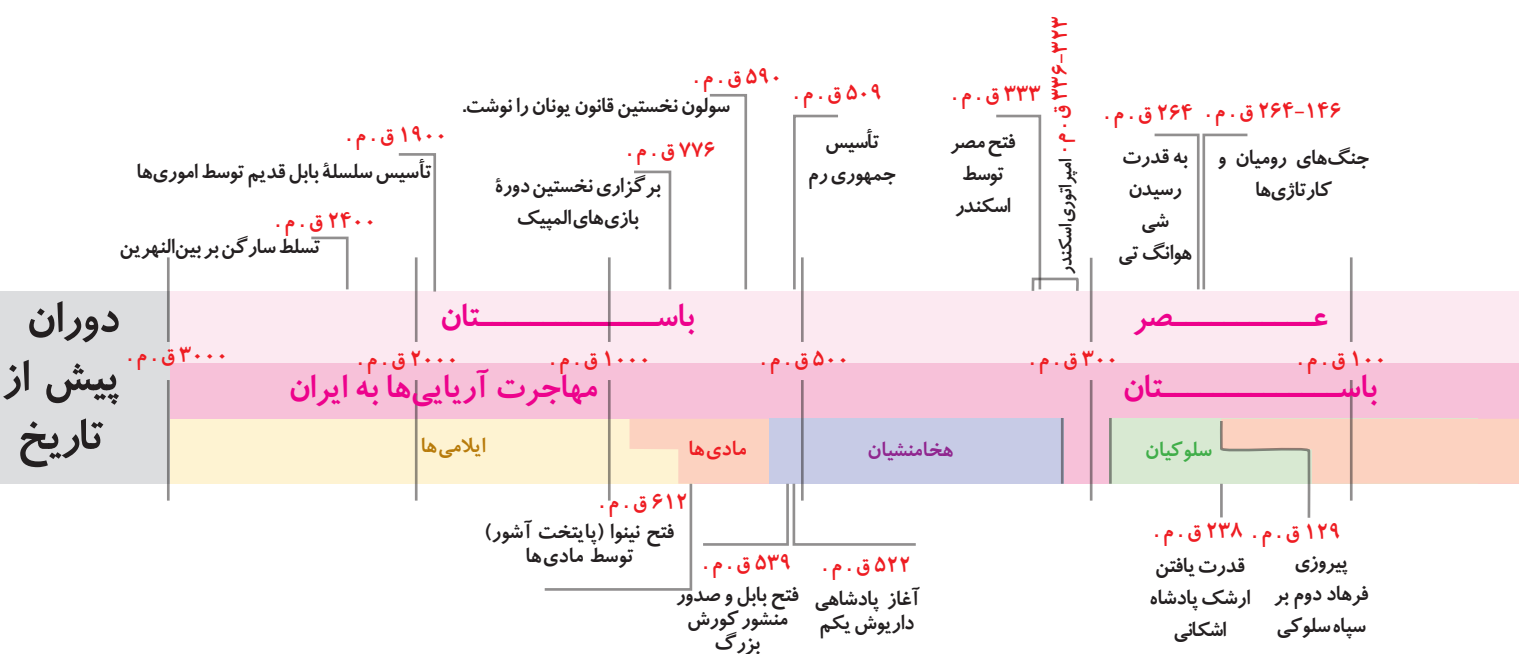 دوران
پیش از
تاریخ
۲۴۰۰ ق.م.
تسلط سارگن بر بین‌النهرین
۱۹۰۰ ق.م.
تأسیس سلسلهٔ بابل قدیم توسط اموری‌ها
۷۷۶ ق.م.
برگزاری نخستین دورهٔ
بازی‌های المپیک
۵۹۰ ق.م.
سولون نخستین قانون یونان را نوشت.
۵۰۹ ق.م.
تأسیس
جمهوری رم
۳۳۳ ق.م.
فتح مصر
توسط
اسکندر
امپراتوری اسکندر ۳۳۶-۳۲۳ ق.م.
۲۶۴ ق.م.
به قدرت
رسیدن
شی
هوانگ تی
۲۶۴-۱۴۶ ق.م.
جنگ‌های رومیان و
کارتاژی‌ها
عـــــصر
باســـــتان
۳۰۰۰ ق.م.
۲۰۰۰ ق.م.
۱۰۰۰ ق.م.
۵۰۰ ق.م.
۳۰۰ ق.م.
۱۰۰ ق.م.
مهاجرت آریایی‌ها به ایران
باســـــتان
ایلامی‌ها
مادی‌ها
هخامنشیان
سلوکیان
۶۱۲ ق.م.
فتح نینوا (پایتخت آشور)
توسط مادی‌ها
۵۳۹ ق.م.
فتح بابل و صدور
منشور کورش
بزرگ
۵۲۲ ق.م.
آغاز پادشاهی
داریوش یکم
۲۳۸ ق.م.
قدرت یافتن
ارشک پادشاه
اشکانی
۱۲۹ ق.م.
پیروزی
فرهاد دوم بر
سپاه سلوکی